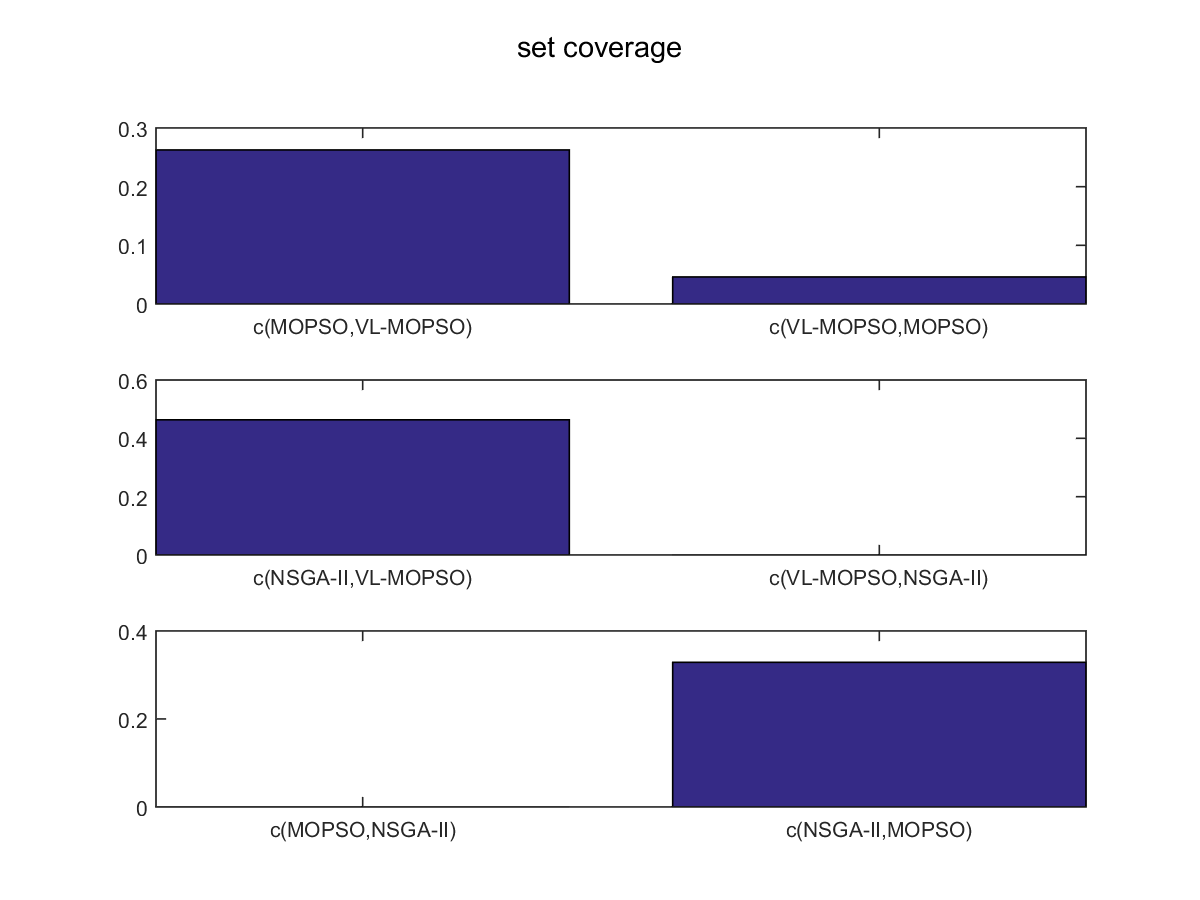 set coverage
0.3
0.2
0.1
0
c(MOPSO,VL-MOPSO) c(VL-MOPSO,MOPSO)
0.6
0.4
0.2
0
c(NSGA-II,VL-MOPSO) c(VL-MOPSO,NSGA-II)
0.4
0.2
0
c(MOPSO,NSGA-II) c(NSGA-II,MOPSO)